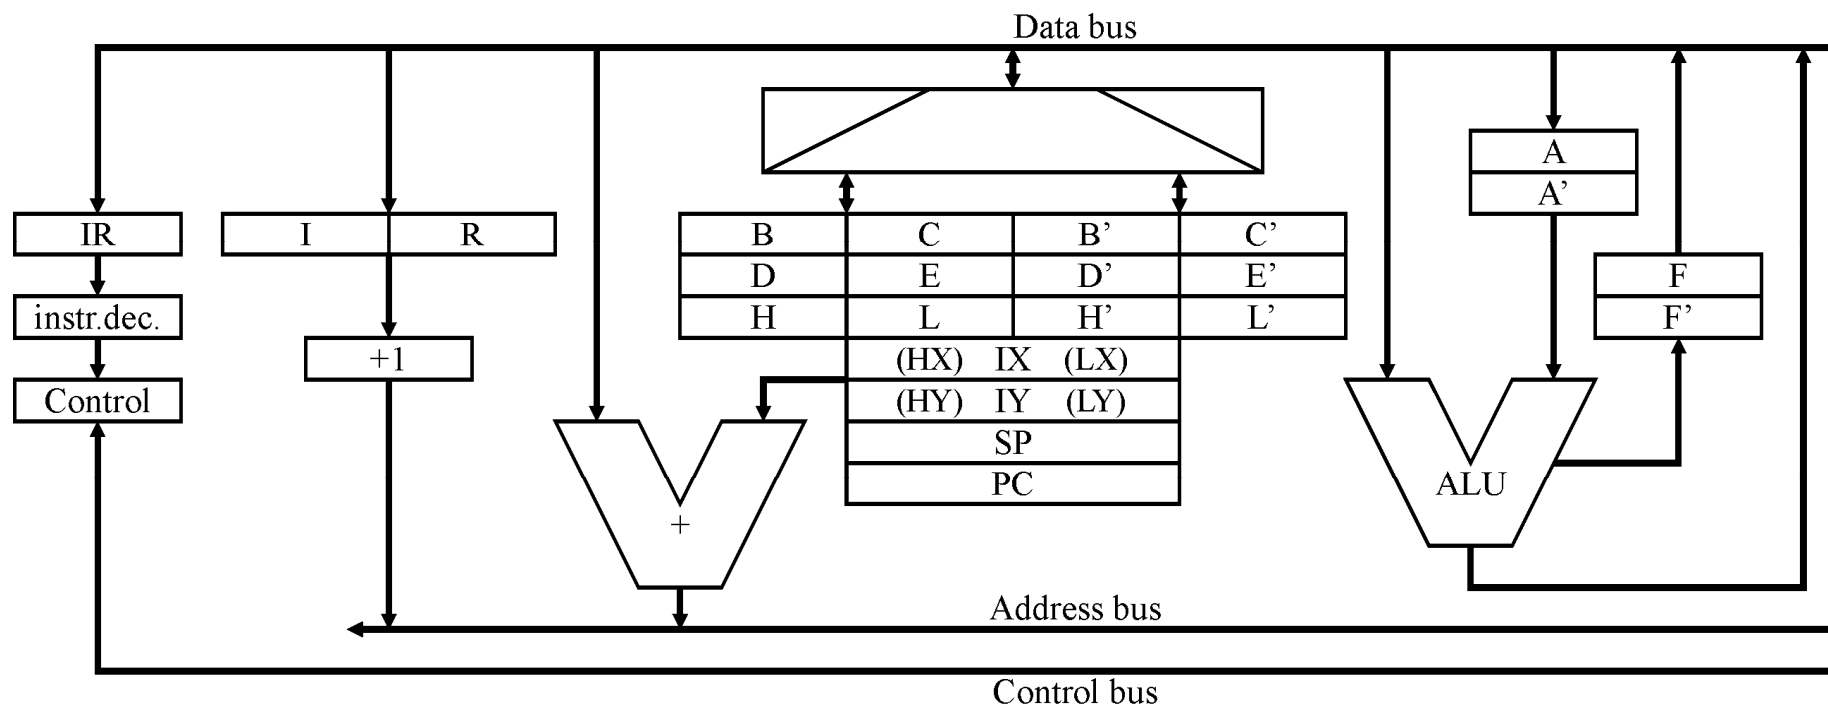 Data bus
A
A’
IR
I R
B C B’ C’
D E D’ E’
F
instr.dec.
H L H’ L’
F’
+1
(HX) IX (LX)
Control
(HY) IY (LY)
SP
PC
ALU
+
Address bus
Control bus